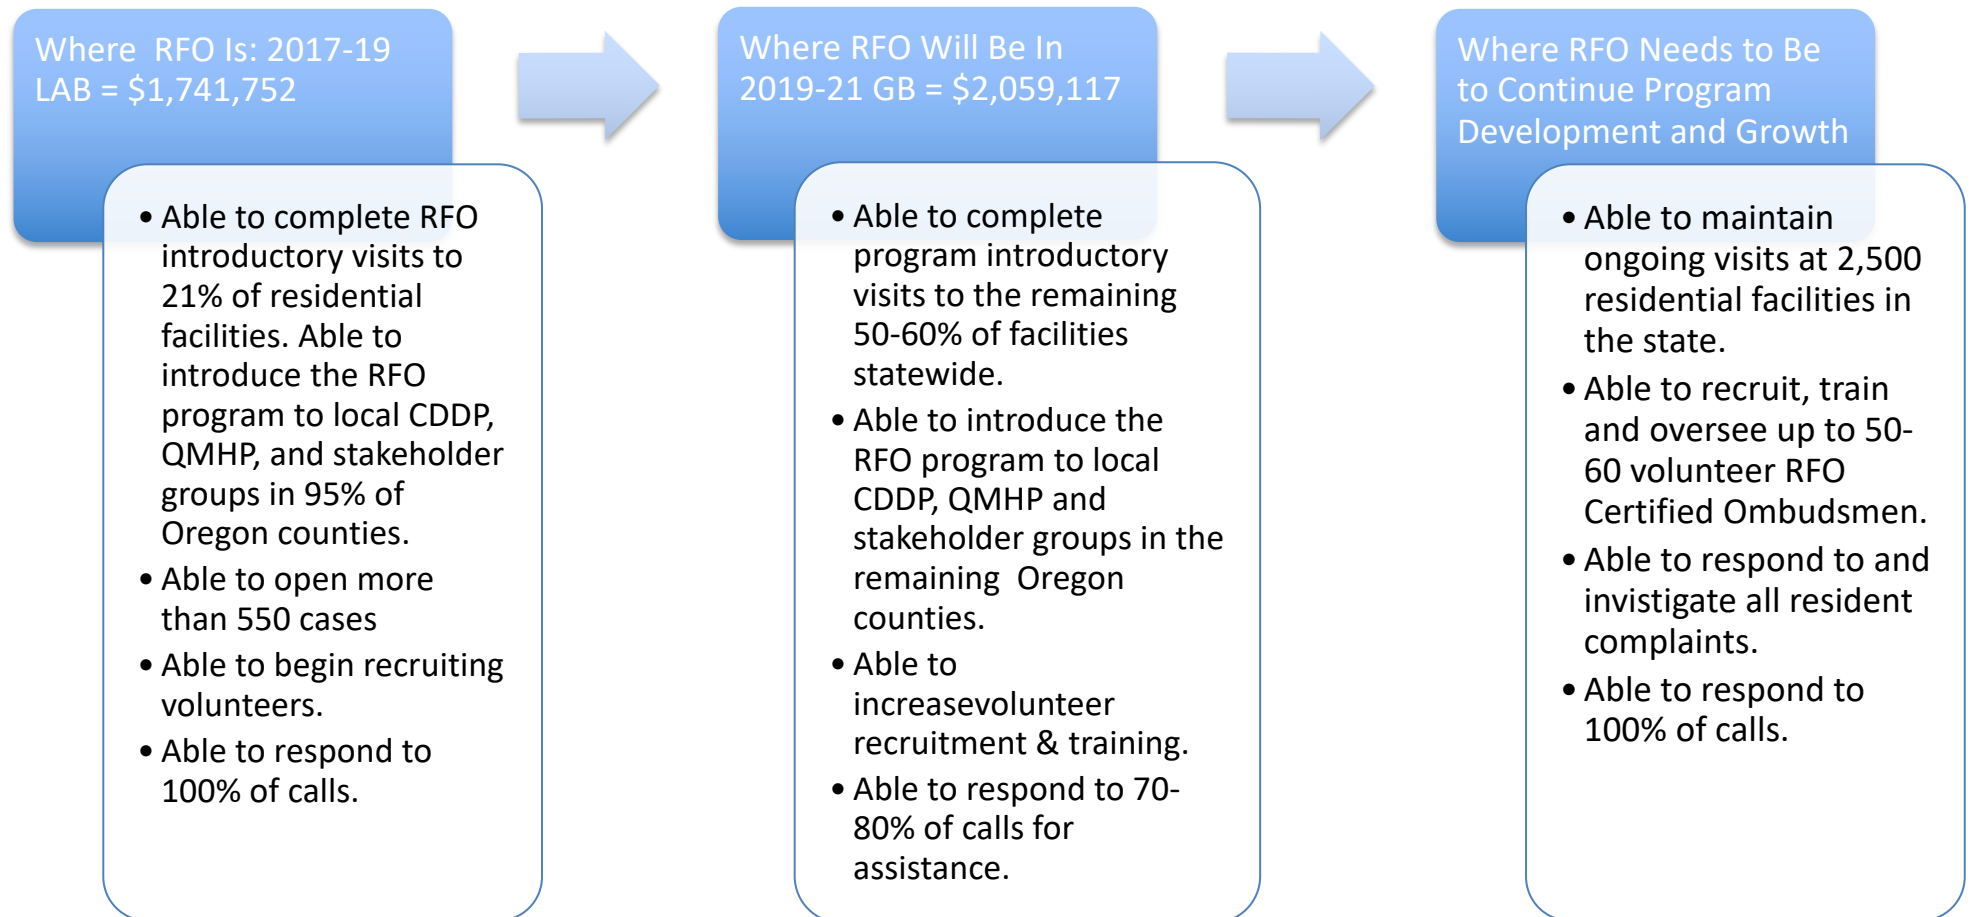 Where RFO Is: 2017-19
LAB = $1,741,752
• Able to complete RFO
introductory visits to
21% of residential
facilities. Able to
introduce the RFO
program to local CDDP,
QMHP, and stakeholder
groups in 95% of
Oregon counties.
• Able to open more
than 550 cases
• Able to begin recruiting
volunteers.
• Able to respond to
100% of calls.
Where RFO Will Be In
2019-21 GB = $2,059,117
• Able to complete
program introductory
visits to the remaining
50-60% of facilities
statewide.
• Able to introduce the
RFO program to local
CDDP, QMHP and
stakeholder groups in the
remaining Oregon
counties.
• Able to
increasevolunteer
recruitment & training.
• Able to respond to 70-
80% of calls for
assistance.
Where RFO Needs to Be
to Continue Program
Development and Growth
• Able to maintain
ongoing visits at 2,500
residential facilities in
the state.
• Able to recruit, train
and oversee up to 50-
60 volunteer RFO
Certified Ombudsmen.
• Able to respond to and
invistigate all resident
complaints.
• Able to respond to
100% of calls.